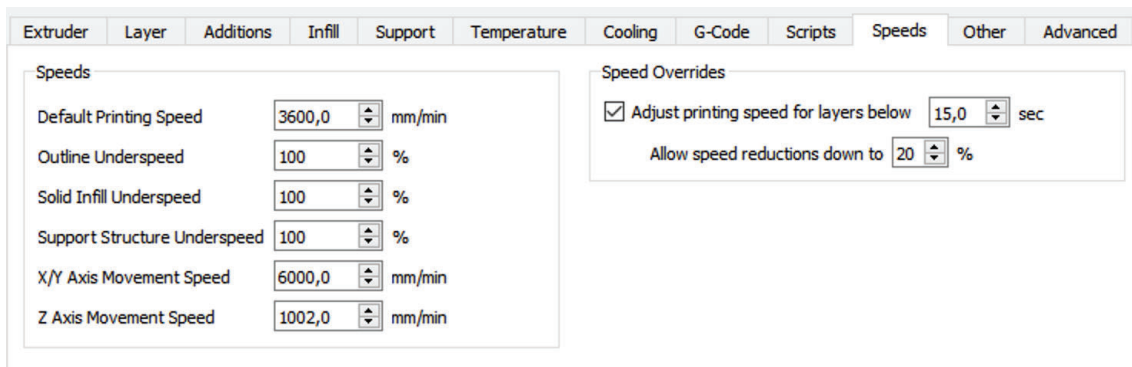 Extruder Layer Additions Infill Support Temperature Cooling G-Code Scripts Speeds Other Advanced
Speeds
Default Printing Speed 3600,0 mm/min
Outline Underspeed 100 %
Solid Infill Underspeed 100 %
Support Structure Underspeed 100 %
X/Y Axis Movement Speed 6000,0 mm/min
Z Axis Movement Speed 1002,0 mm/min
Speed Overrides
Adjust printing speed for layers below 15,0 sec
Allow speed reductions down to 20 %